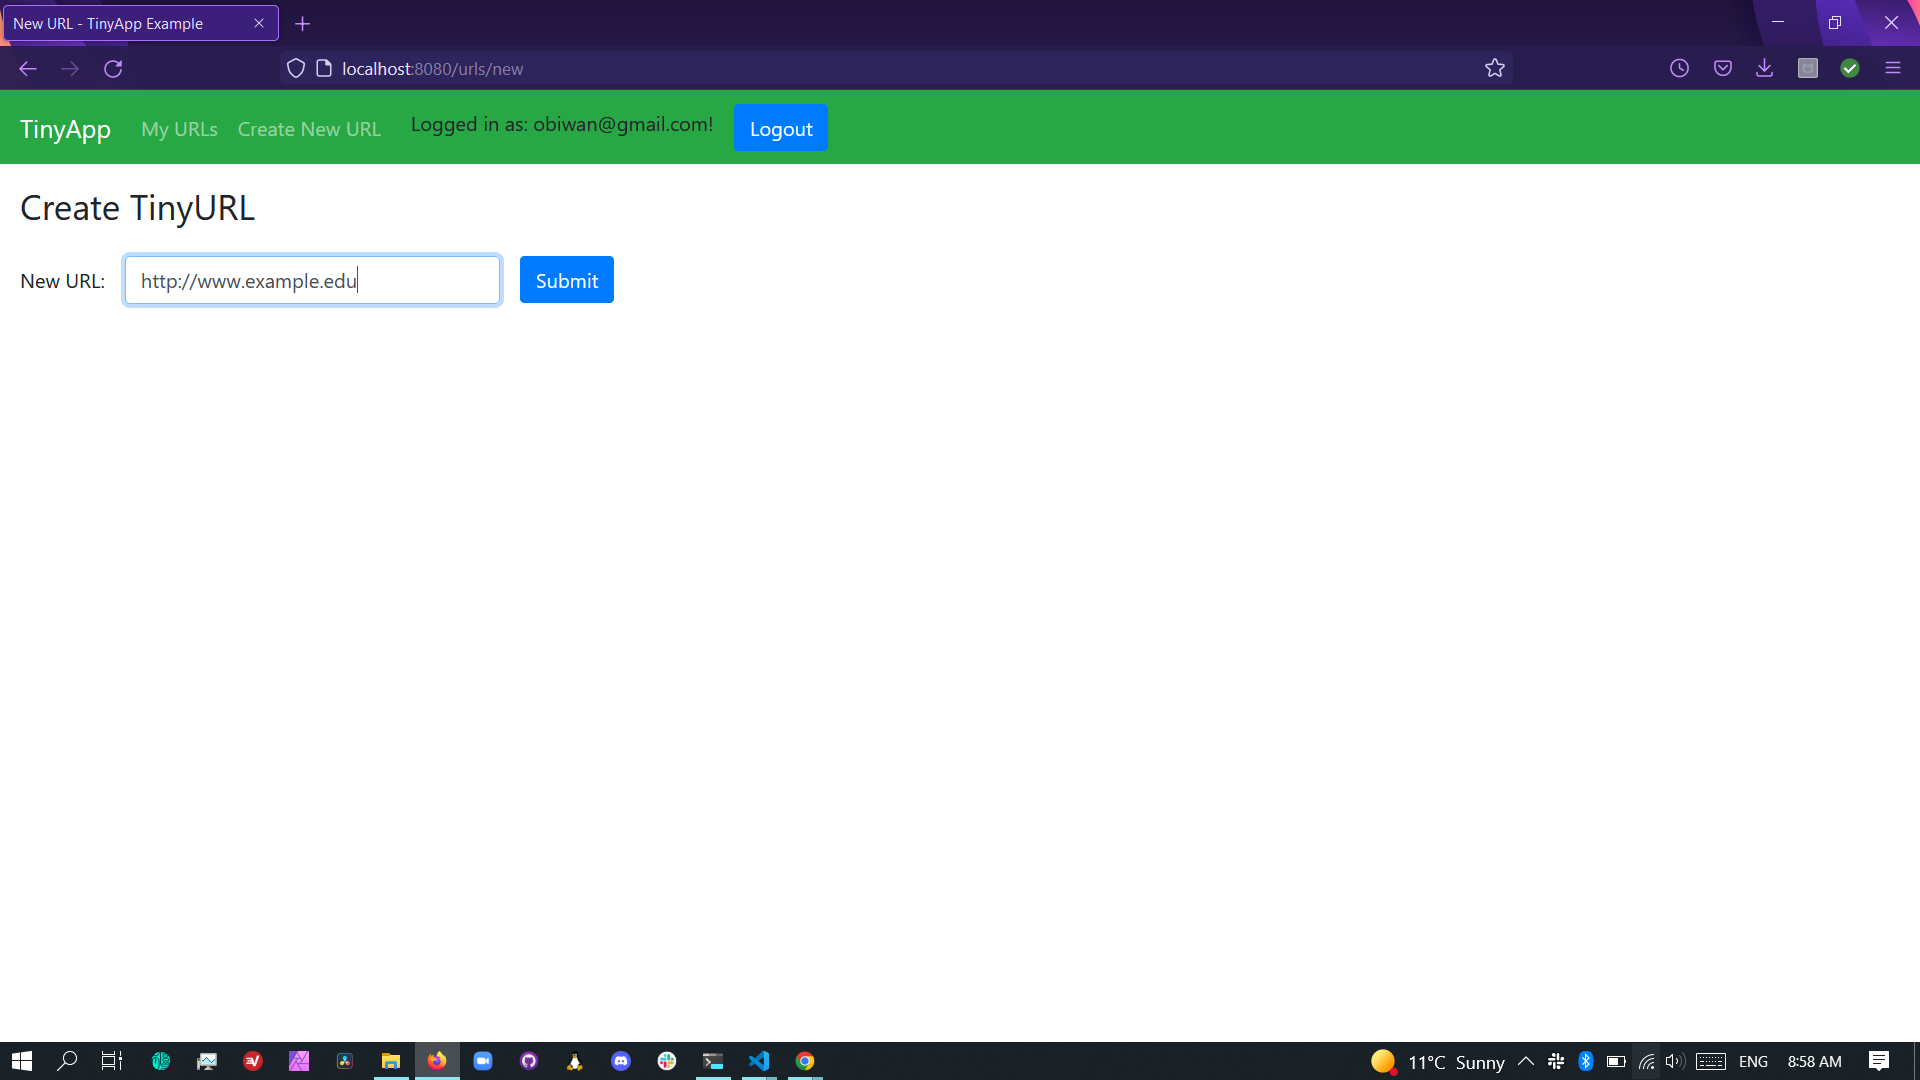 New URL - TinyApp Example
localhost:8080/urls/new
TinyApp My URLs Create New URL Logged in as: obiwan@gmail.com! Logout
Create TinyURL
New URL: http://www.example.edu Submit
11°C Sunny ENG 8:58 AM